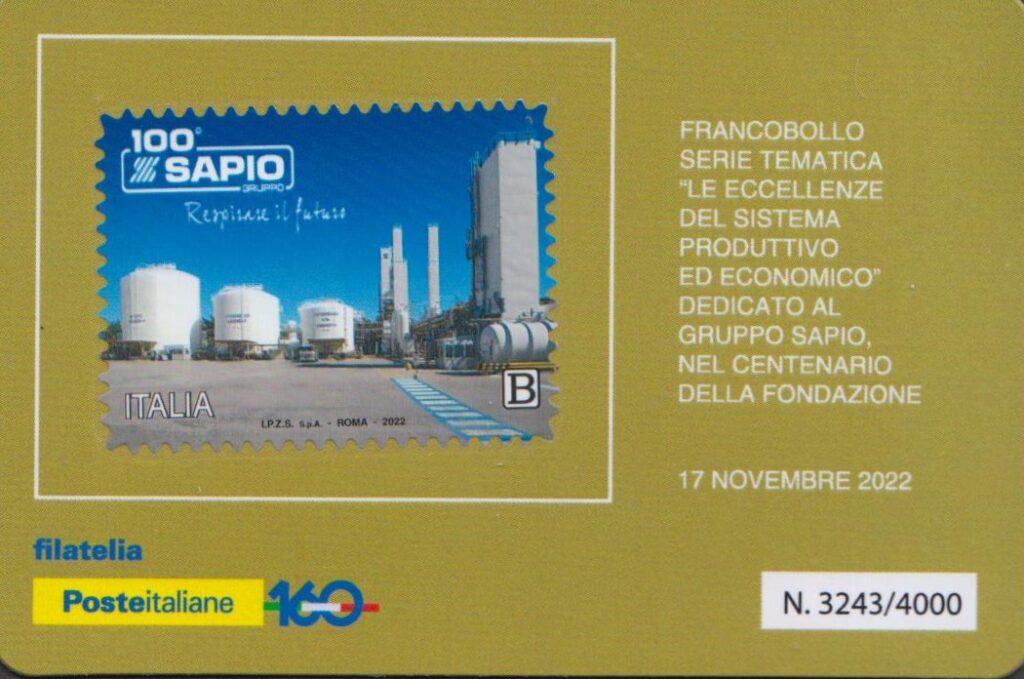 100°
SAPIO
GRUPPO
Respirare il futuro
ITALIA
B
I.P.Z.S. S.p.A. - ROMA - 2022
FRANCOBOLLO
SERIE TEMATICA
"LE ECCELLENZE
DEL SISTEMA
PRODUTTIVO
ED ECONOMICO"
DEDICATO AL
GRUPPO SAPIO,
NEL CENTENARIO
DELLA FONDAZIONE
17 NOVEMBRE 2022
filatelia
Posteitaliane 160
N. 3243/4000